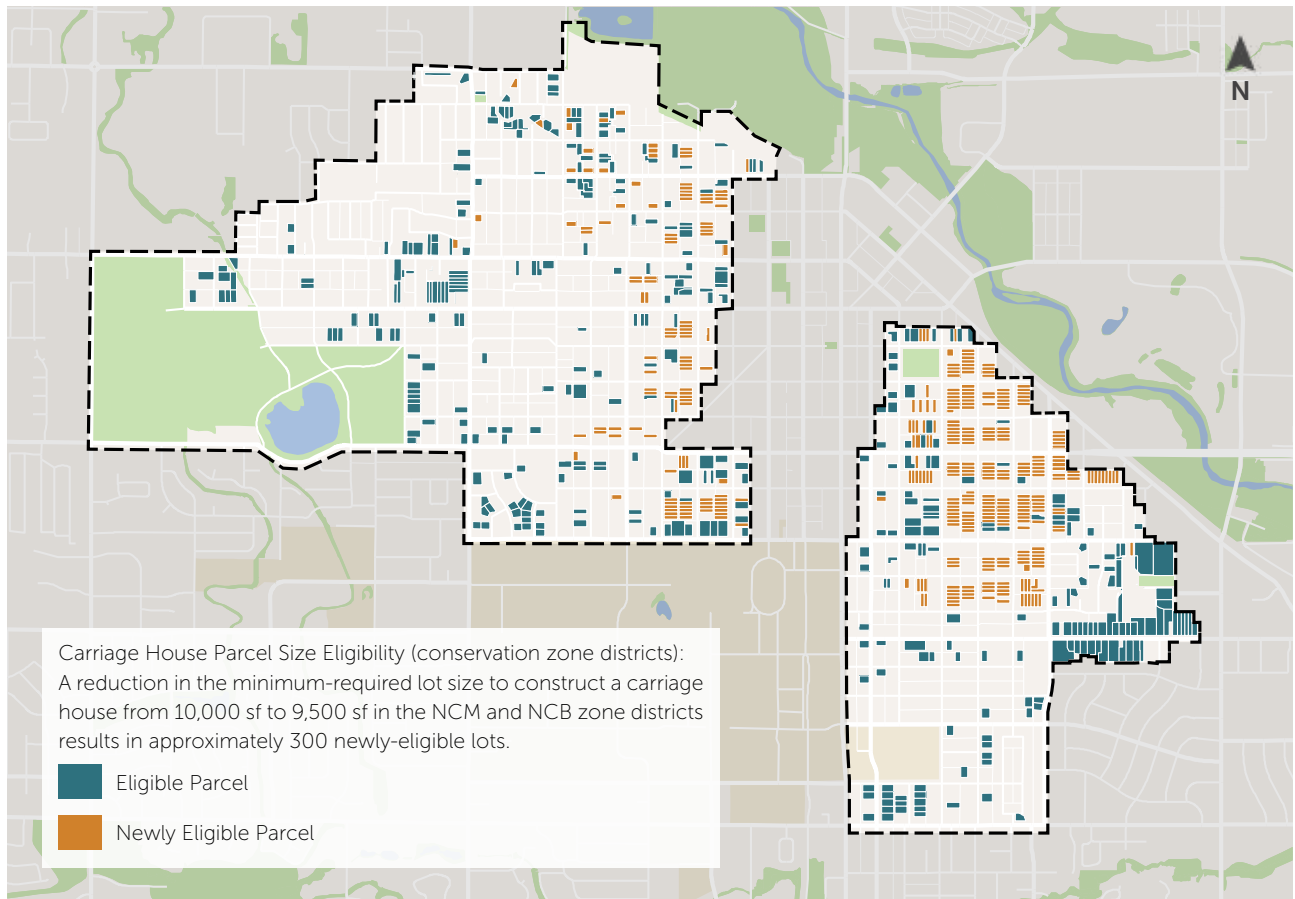 N
Carriage House Parcel Size Eligibility (conservation zone districts):
A reduction in the minimum-required lot size to construct a carriage
house from 10,000 sf to 9,500 sf in the NCM and NCB zone districts
results in approximately 300 newly-eligible lots.
Eligible Parcel
Newly Eligible Parcel